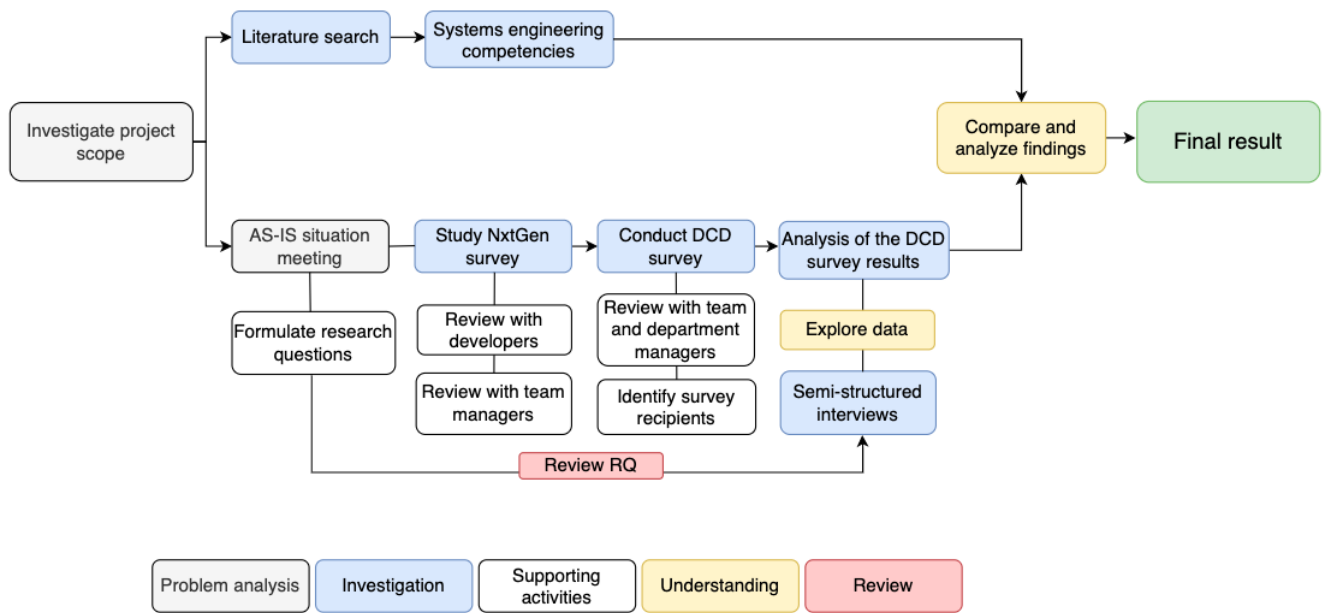 Literature search
Systems engineering
competencies
Investigate project
scope
Compare and
analyze findings
Final result
AS-IS situation
meeting
Study NxtGen
survey
Conduct DCD
survey
Analysis of the DCD
survey results
Formulate research
questions
Review with
developers
Review with team
managers
Review with team
and department
managers
Identify survey
recipients
Explore data
Semi-structured
interviews
Review RQ
Problem analysis
Investigation
Supporting
activities
Understanding
Review